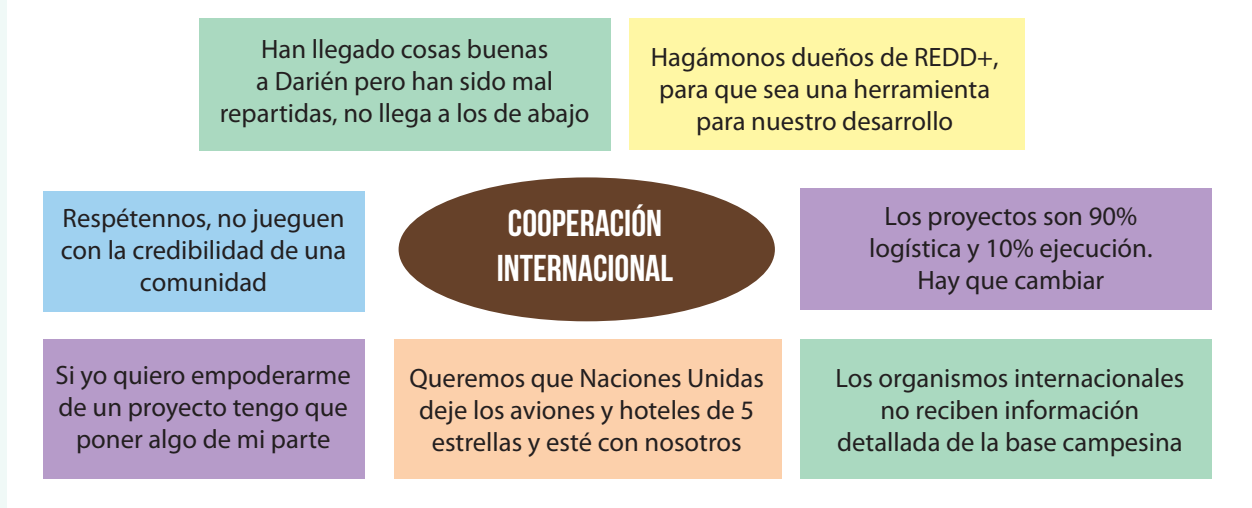 Han llegado cosas buenas
a Darién pero han sido mal
repartidas, no llega a los de abajo
Hagámonos dueños de REDD+,
para que sea una herramienta
para nuestro desarrollo
Respétennos, no jueguen
con la credibilidad de una
comunidad
COOPERACIÓN
INTERNACIONAL
Los proyectos son 90%
logística y 10% ejecución.
Hay que cambiar
Si yo quiero empoderarme
de un proyecto tengo que
poner algo de mi parte
Queremos que Naciones Unidas
deje los aviones y hoteles de 5
estrellas y esté con nosotros
Los organismos internacionales
no reciben información
detallada de la base campesina